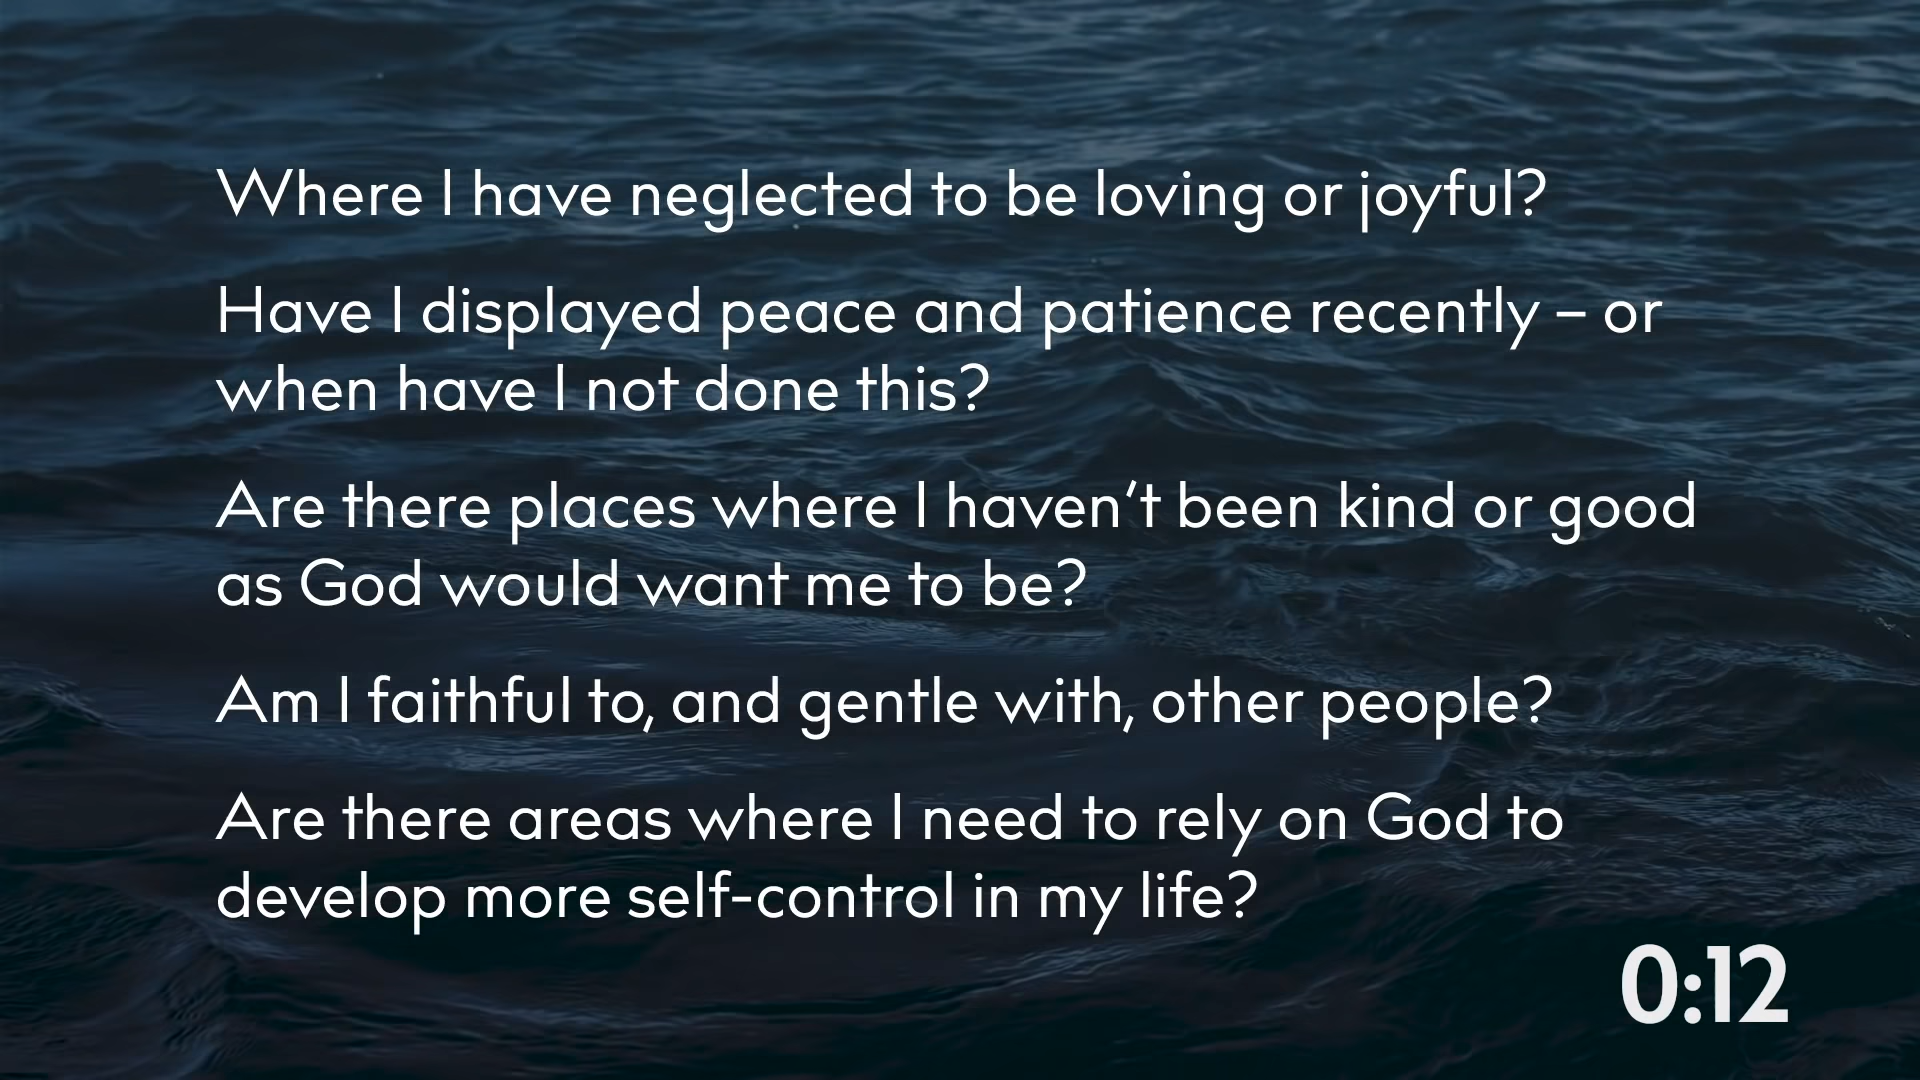 Where I have neglected to be loving or joyful?
Have I displayed peace and patience recently – or
when have I not done this?
Are there places where I haven’t been kind or good
as God would want me to be?
Am I faithful to, and gentle with, other people?
Are there areas where I need to rely on God to
develop more self-control in my life?
0:12